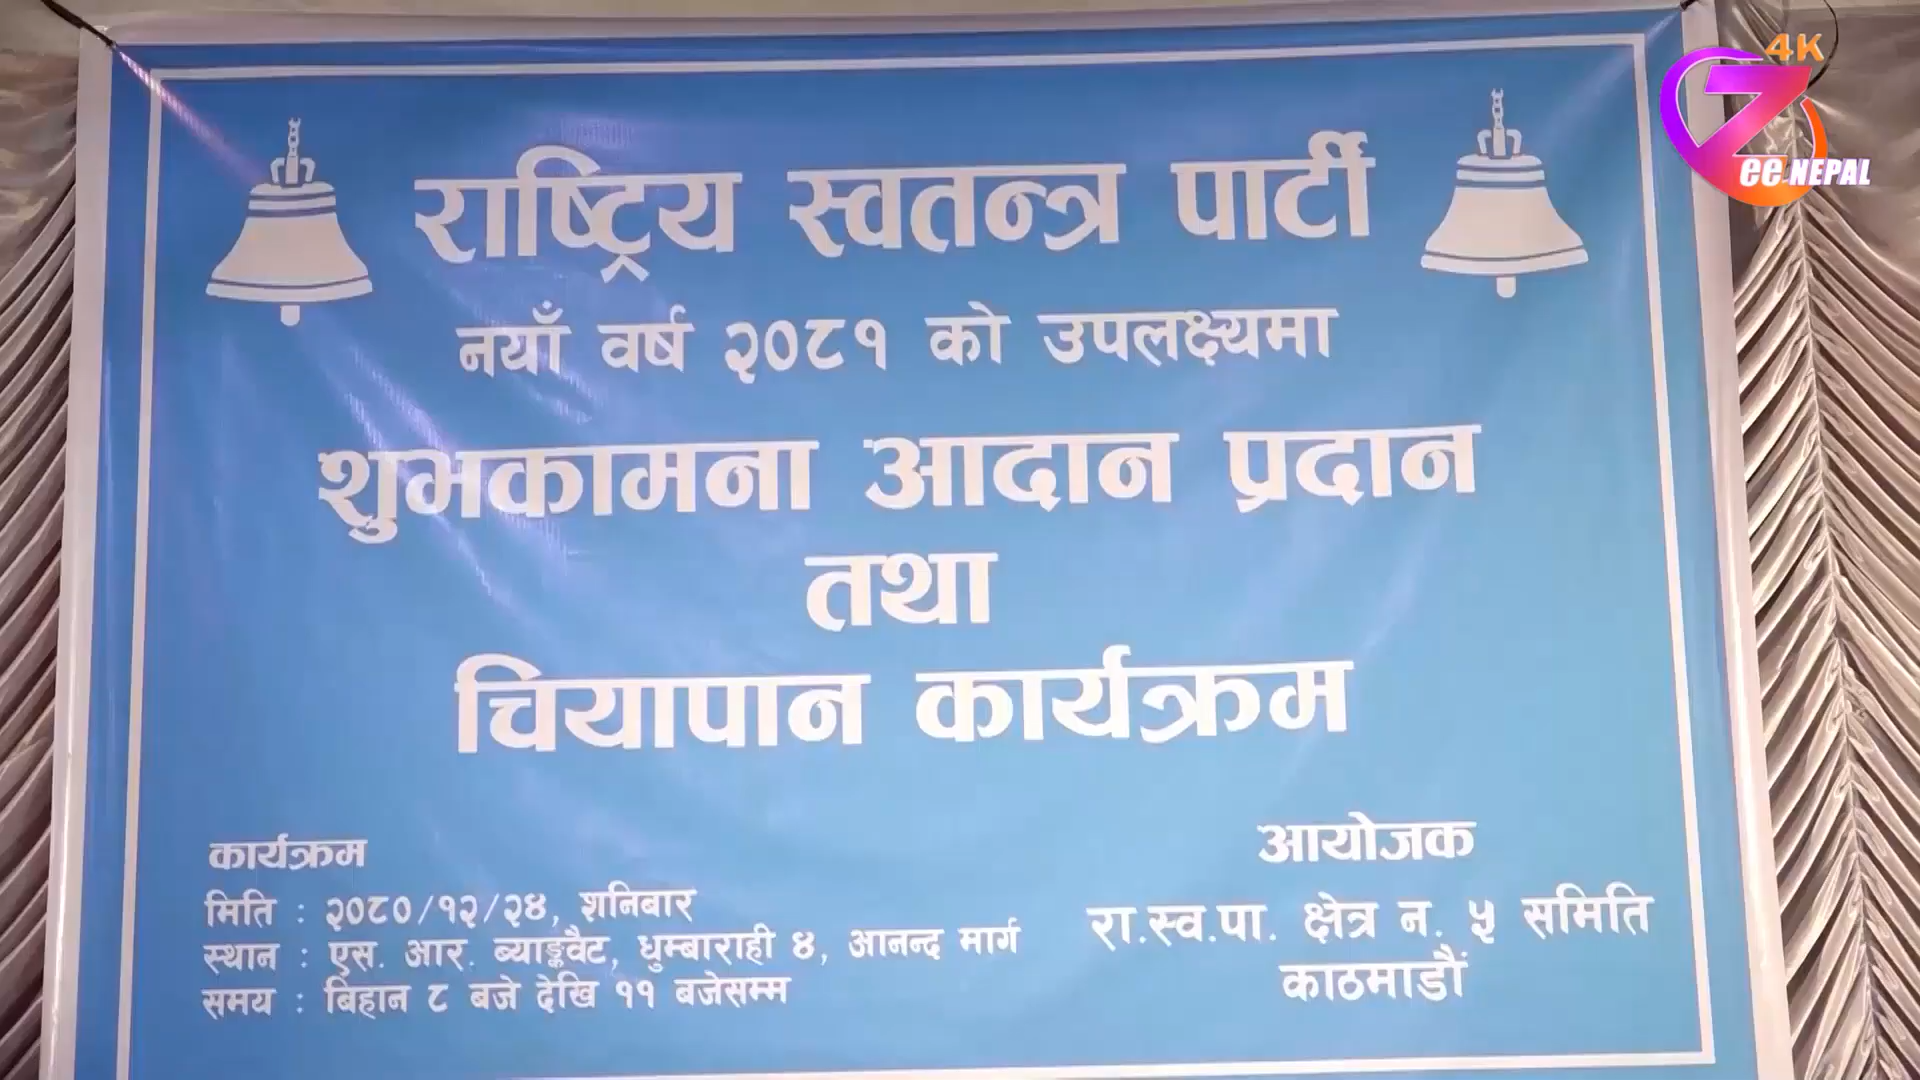 4K
Zee NEPAL
राष्ट्रिय स्वतन्त्र पार्टी
नयाँ वर्ष २०८१ को उपलक्ष्यमा
शुभकामना आदान प्रदान
तथा
चियापान कार्यक्रम
कार्यक्रम
मिति : २०८०/१२/२४, शनिबार
स्थान : एस. आर. ब्याङ्क्वैट, धुम्बाराही ४, आनन्द मार्ग
समय : बिहान ८ बजे देखि ११ बजेसम्म
आयोजक
रा.स्व.पा. क्षेत्र न. ५ समिति
काठमाडौं